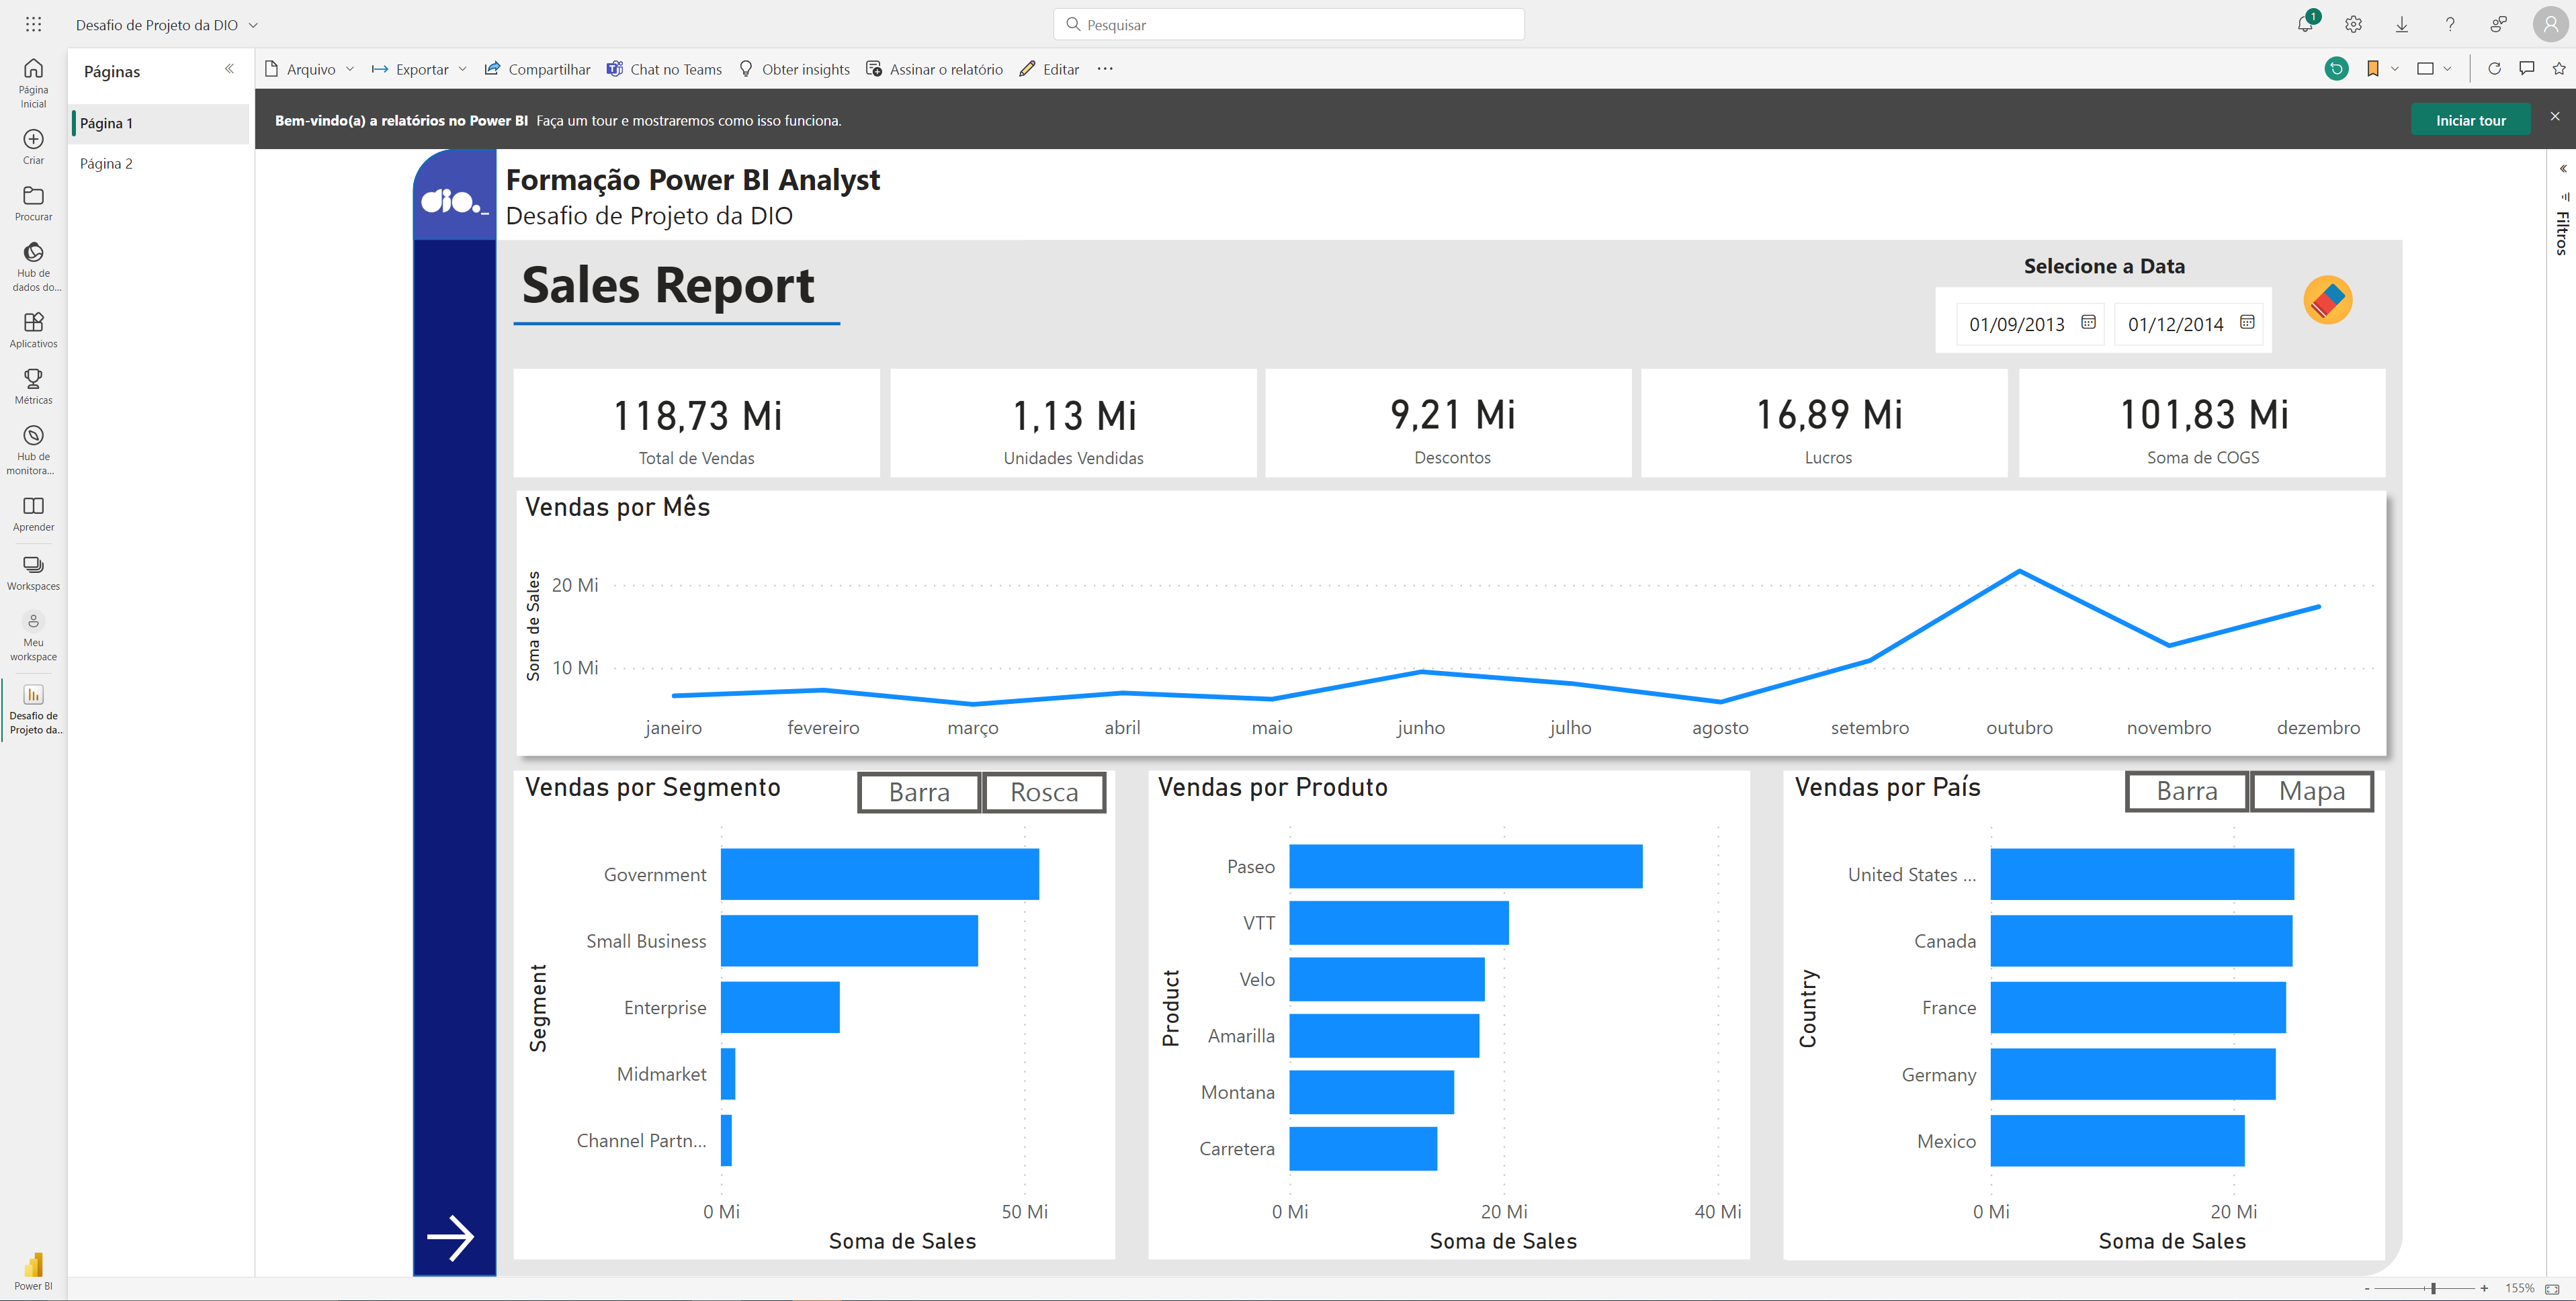 Desafio de Projeto da DIO
Pesquisar
1
Página Inicial
Criar
Procurar
Hub de dados do...
Aplicativos
Métricas
Hub de monitora...
Aprender
Workspaces
Meu workspace
Desafio de Projeto da...
Power BI
Páginas
Página 1
Página 2
Arquivo
Exportar
Compartilhar
Chat no Teams
Obter insights
Assinar o relatório
Editar
Bem-vindo(a) a relatórios no Power BI Faça um tour e mostraremos como isso funciona.
Iniciar tour
Filtros
dio._
Formação Power BI Analyst
Desafio de Projeto da DIO
Sales Report
Selecione a Data
01/09/2013
01/12/2014
118,73 Mi
Total de Vendas
1,13 Mi
Unidades Vendidas
9,21 Mi
Descontos
16,89 Mi
Lucros
101,83 Mi
Soma de COGS
Vendas por Mês
Soma de Sales
20 Mi
10 Mi
janeiro fevereiro março abril maio junho julho agosto setembro outubro novembro dezembro
Vendas por Segmento
Barra
Rosca
Segment
Government
Small Business
Enterprise
Midmarket
Channel Partn...
0 Mi 50 Mi
Soma de Sales
Vendas por Produto
Product
Paseo
VTT
Velo
Amarilla
Montana
Carretera
0 Mi 20 Mi 40 Mi
Soma de Sales
Vendas por País
Barra
Mapa
Country
United States ...
Canada
France
Germany
Mexico
0 Mi 20 Mi
Soma de Sales
- + 155%